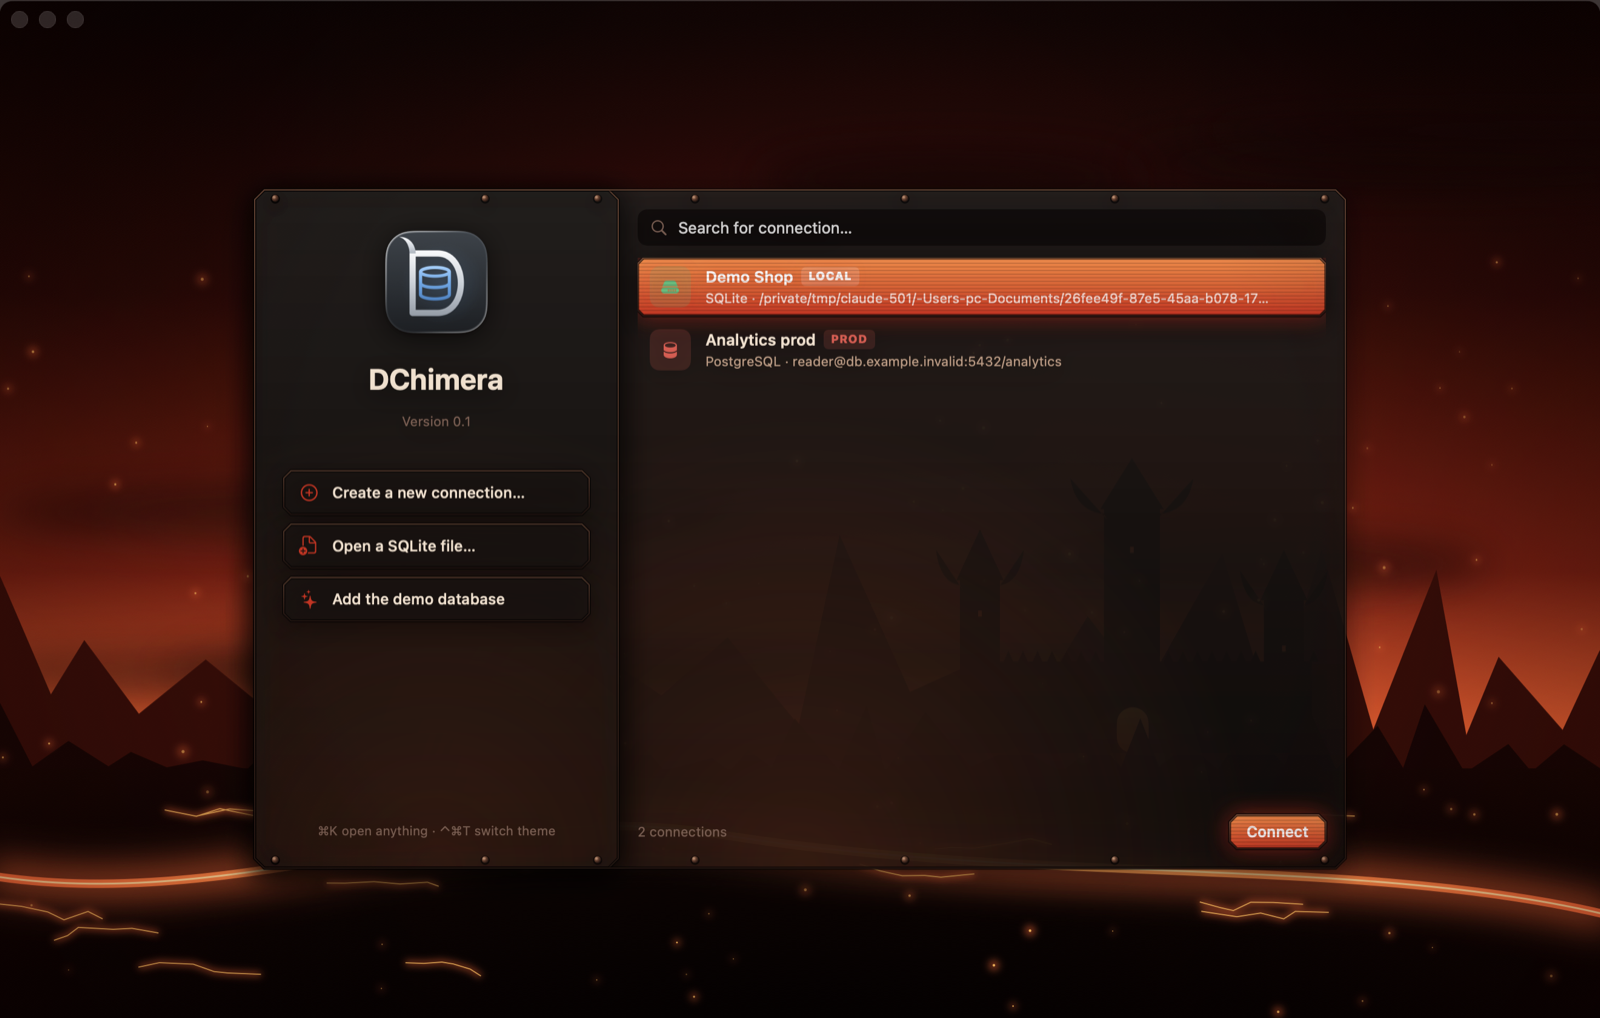 DChimera
Version 0.1
Create a new connection...
Open a SQLite file...
Add the demo database
⌘K open anything · ^⌘T switch theme
Search for connection...
Demo Shop LOCAL
SQLite · /private/tmp/claude-501/-Users-pc-Documents/26fee49f-87e5-45aa-b078-17...
Analytics prod PROD
PostgreSQL · reader@db.example.invalid:5432/analytics
2 connections
Connect